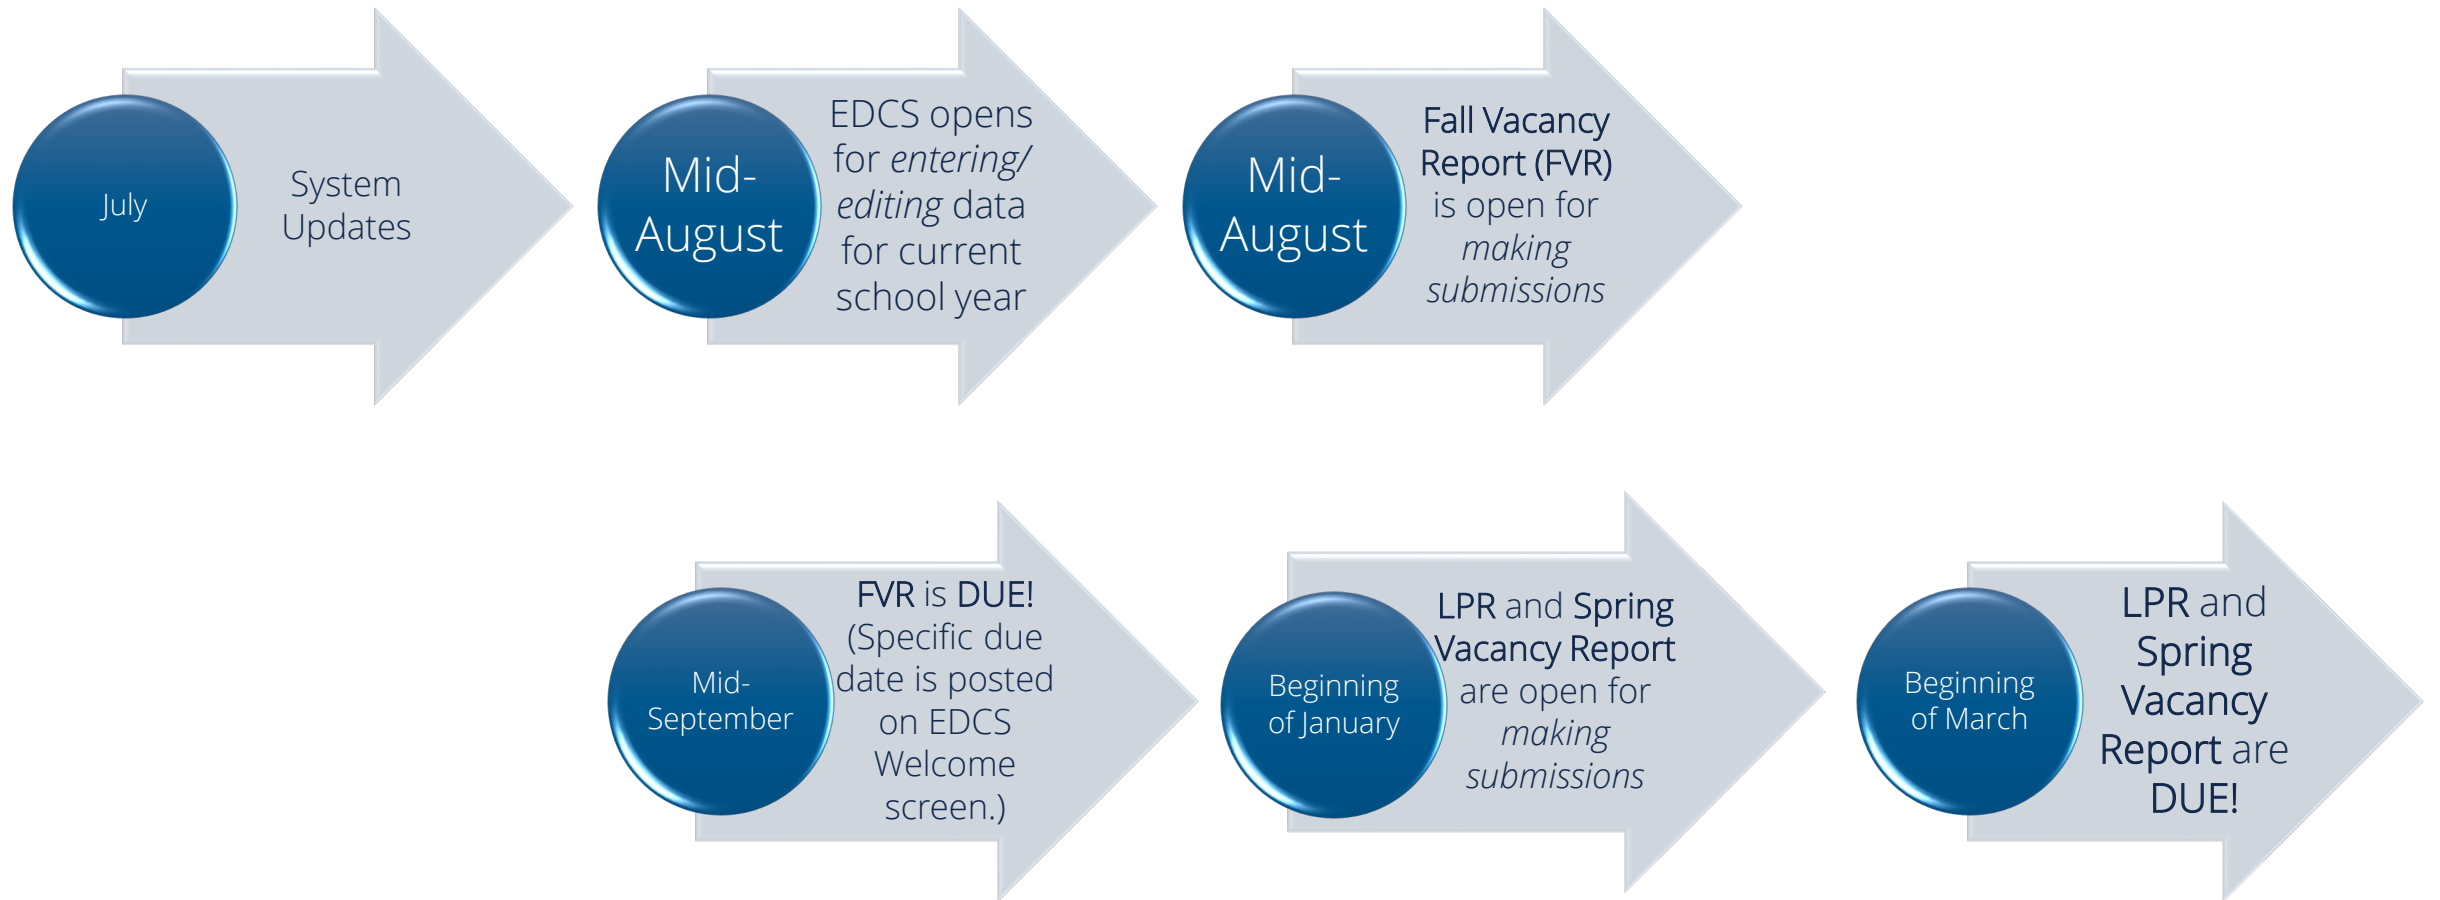 July
System
Updates
Mid-
August
EDCS opens
for entering/
editing data
for current
school year
Mid-
August
Fall Vacancy
Report (FVR)
is open for
making
submissions
Mid-
September
FVR is DUE!
(Specific due
date is posted
on EDCS
Welcome
screen.)
Beginning
of January
LPR and Spring
Vacancy Report
are open for
making
submissions
Beginning
of March
LPR and
Spring
Vacancy
Report are
DUE!